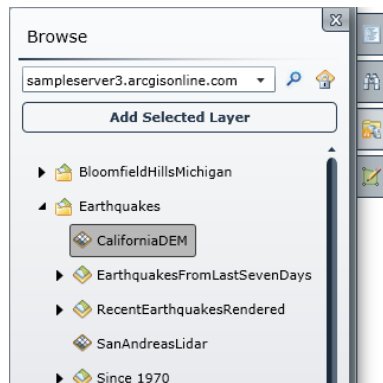 Browse
sampleserver3.arcgisonline.com
Add Selected Layer
BloomfieldHillsMichigan
Earthquakes
CaliforniaDEM
EarthquakesFromLastSevenDays
RecentEarthquakesRendered
SanAndreasLidar
Since 1970